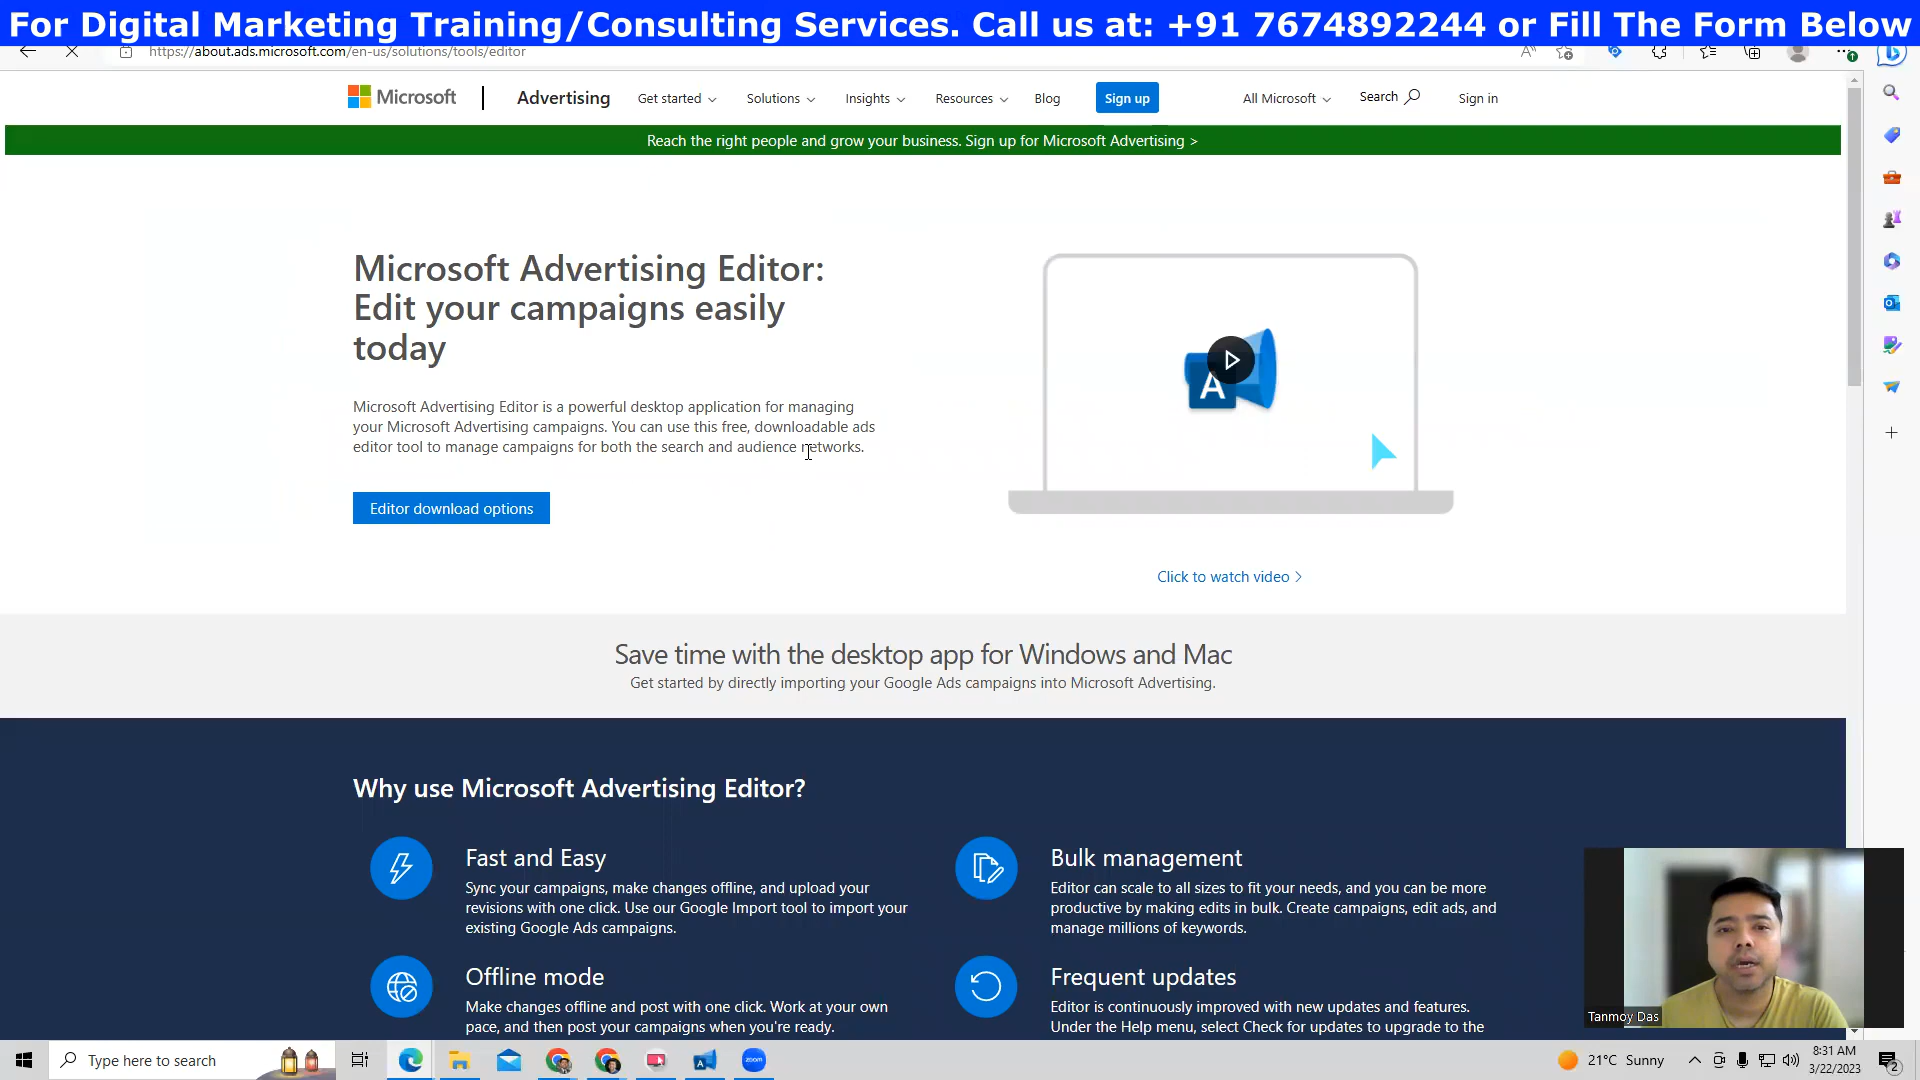 For Digital Marketing Training/Consulting Services. Call us at: +91 7674892244 or Fill The Form Below
https://about.ads.microsoft.com/en-us/solutions/tools/editor
Microsoft
Advertising
Get started
Solutions
Insights
Resources
Blog
Sign up
All Microsoft
Search
Sign in
Reach the right people and grow your business. Sign up for Microsoft Advertising >
Microsoft Advertising Editor:
Edit your campaigns easily
today
Microsoft Advertising Editor is a powerful desktop application for managing
your Microsoft Advertising campaigns. You can use this free, downloadable ads
editor tool to manage campaigns for both the search and audience networks.
Editor download options
A
Click to watch video >
Save time with the desktop app for Windows and Mac
Get started by directly importing your Google Ads campaigns into Microsoft Advertising.
Why use Microsoft Advertising Editor?
Fast and Easy
Sync your campaigns, make changes offline, and upload your
revisions with one click. Use our Google Import tool to import your
existing Google Ads campaigns.
Bulk management
Editor can scale to all sizes to fit your needs, and you can be more
productive by making edits in bulk. Create campaigns, edit ads, and
manage millions of keywords.
Offline mode
Make changes offline and post with one click. Work at your own
pace, and then post your campaigns when you're ready.
Frequent updates
Editor is continuously improved with new updates and features.
Under the Help menu, select Check for updates to upgrade to the
Tanmoy Das
Type here to search
zoom
21°C Sunny
8:31 AM
3/22/2023
2